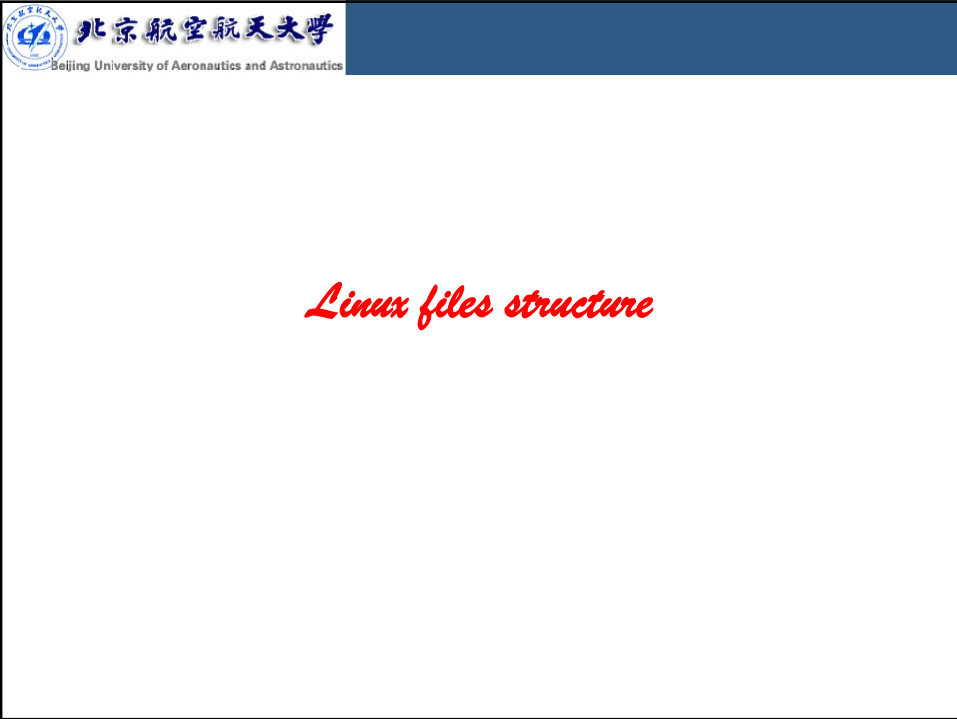 北京航空航天大學
Beijing University of Aeronautics and Astronautics
Linux files structure